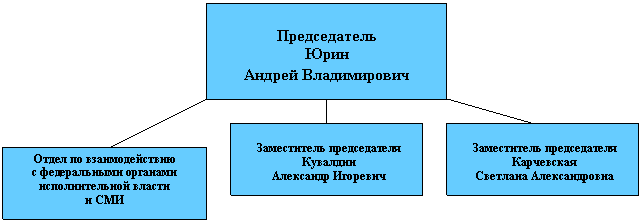 Председатель
Юрин
Андрей Владимирович
Отдел по взаимодействию
с федеральными органами
исполнительной власти
и СМИ
Заместитель председателя
Кувалдин
Александр Игоревич
Заместитель председателя
Карчевская
Светлана Александровна